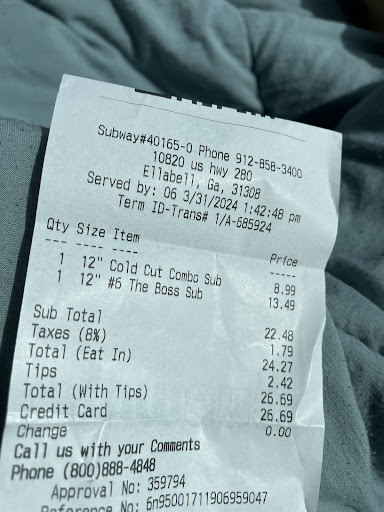 Subway#40165-0 Phone 912-858-3400
10820 us hwy 280
Ellabell, Ga, 31308
Served by: 06 3/31/2024 1:42:48 pm
Term ID-Trans# 1/A-685924
Qty Size Item Price
--- ---- ---- -----
1 12" Cold Cut Combo Sub 8.99
1 12" #6 The Boss Sub 13.49
Sub Total 22.48
Taxes (8%) 1.79
Total (Eat In) 24.27
Tips 2.42
Total (With Tips) 26.69
Credit Card 26.69
Change 0.00
Call us with your Comments
Phone (800)888-4848
Approval No: 359794
Reference No: 6n95001711906959047